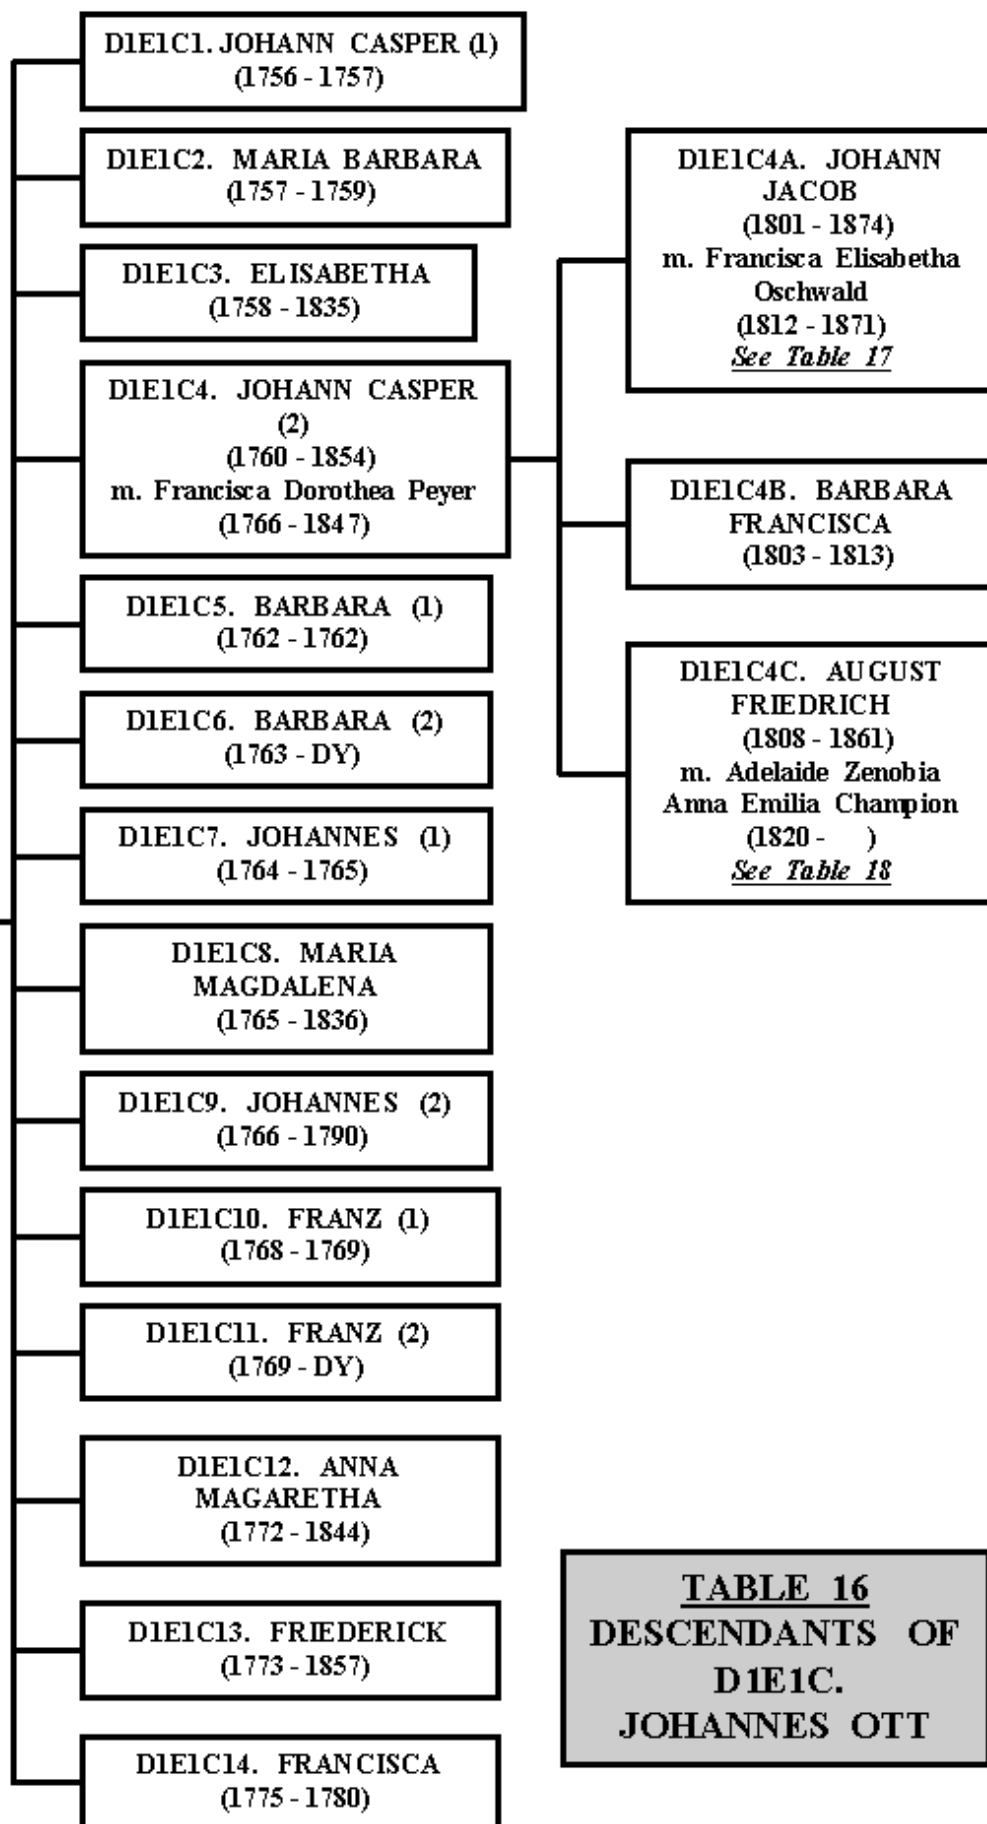 D1E1C1. JOHANN CASPER (1)
(1756 - 1757)
D1E1C2. MARIA BARBARA
(1757 - 1759)
D1E1C3. ELISABETHA
(1758 - 1835)
D1E1C4. JOHANN CASPER
(2)
(1760 - 1854)
m. Francisca Dorothea Peyer
(1766 - 1847)
D1E1C5. BARBARA (1)
(1762 - 1762)
D1E1C6. BARBARA (2)
(1763 - DY)
D1E1C7. JOHANNES (1)
(1764 - 1765)
D1E1C8. MARIA
MAGDALENA
(1765 - 1836)
D1E1C9. JOHANNES (2)
(1766 - 1790)
D1E1C10. FRANZ (1)
(1768 - 1769)
D1E1C11. FRANZ (2)
(1769 - DY)
D1E1C12. ANNA
MAGARETHA
(1772 - 1844)
D1E1C13. FRIEDERICK
(1773 - 1857)
D1E1C14. FRANCISCA
(1775 - 1780)
D1E1C4A. JOHANN
JACOB
(1801 - 1874)
m. Francisca Elisabetha
Oschwald
(1812 - 1871)
See Table 17
D1E1C4B. BARBARA
FRANCISCA
(1803 - 1813)
D1E1C4C. AUGUST
FRIEDRICH
(1808 - 1861)
m. Adelaide Zenobia
Anna Emilia Champion
(1820 - )
See Table 18
TABLE 16
DESCENDANTS OF
D1E1C.
JOHANNES OTT